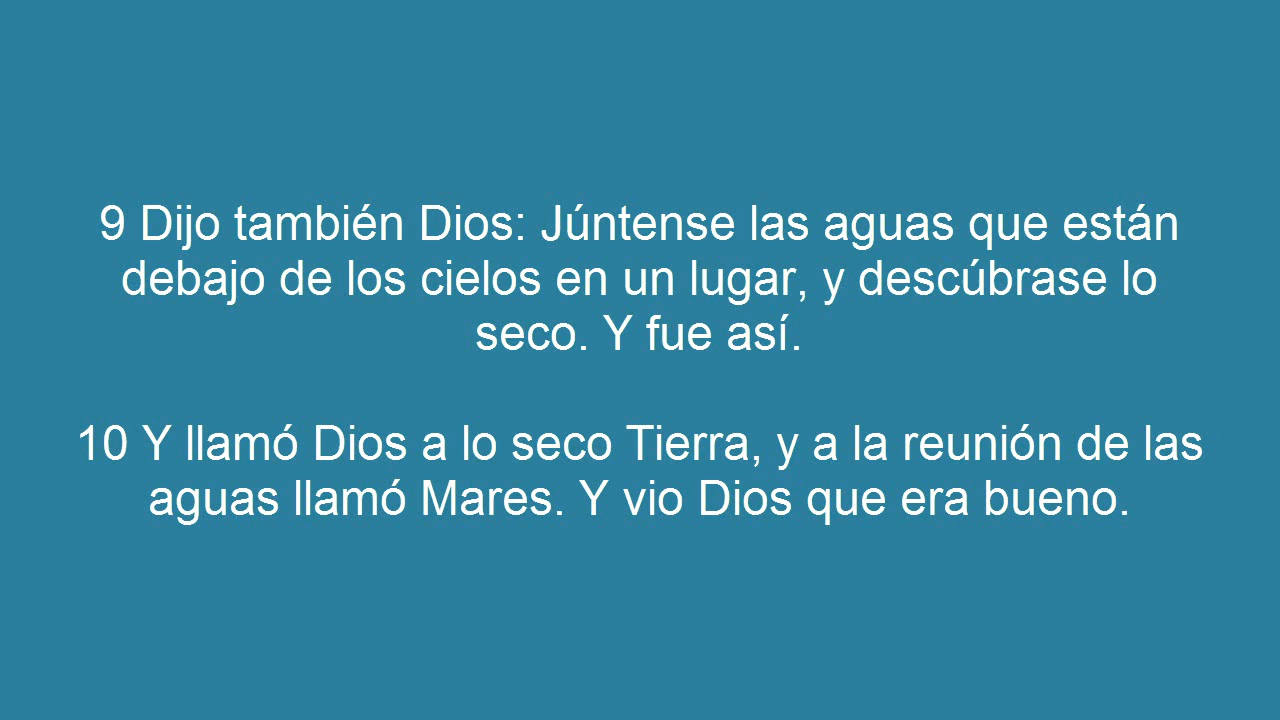 9 Dijo también Dios: Júntense las aguas que están
debajo de los cielos en un lugar, y descúbrase lo
seco. Y fue así.
10 Y llamó Dios a lo seco Tierra, y a la reunión de las
aguas llamó Mares. Y vio Dios que era bueno.